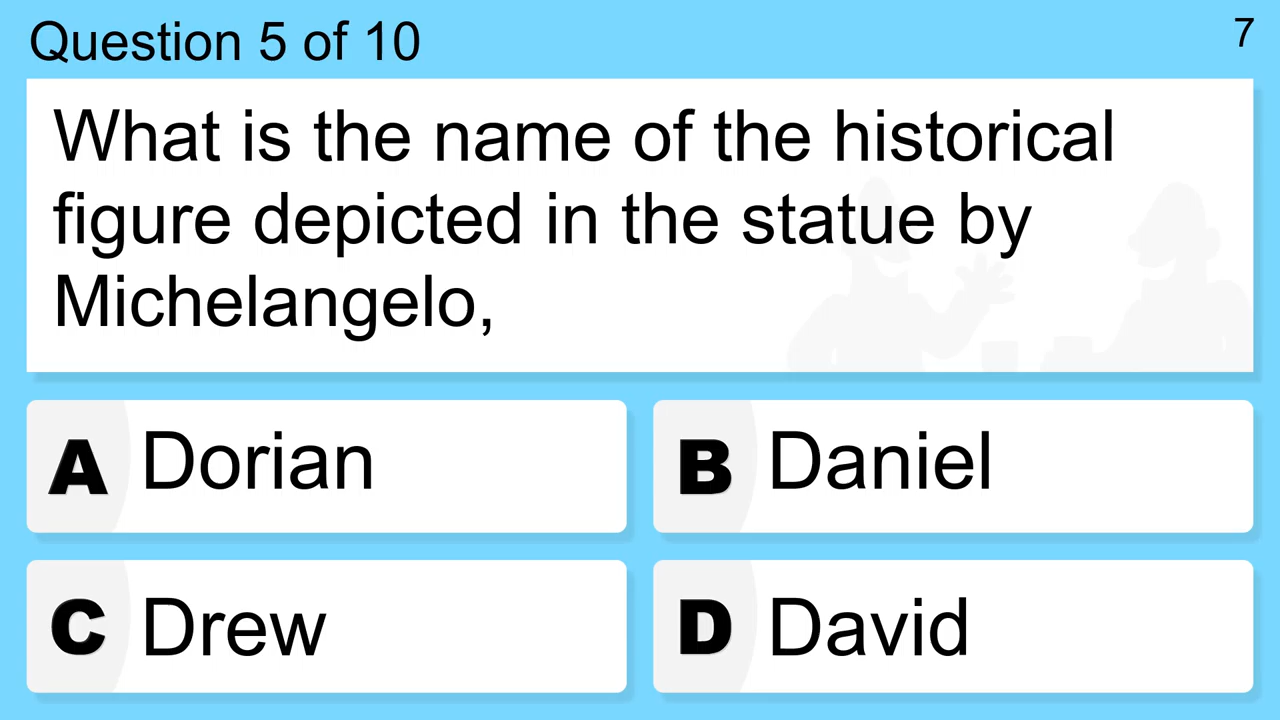 Question 5 of 10
7
What is the name of the historical
figure depicted in the statue by
Michelangelo,
A Dorian
B Daniel
C Drew
D David